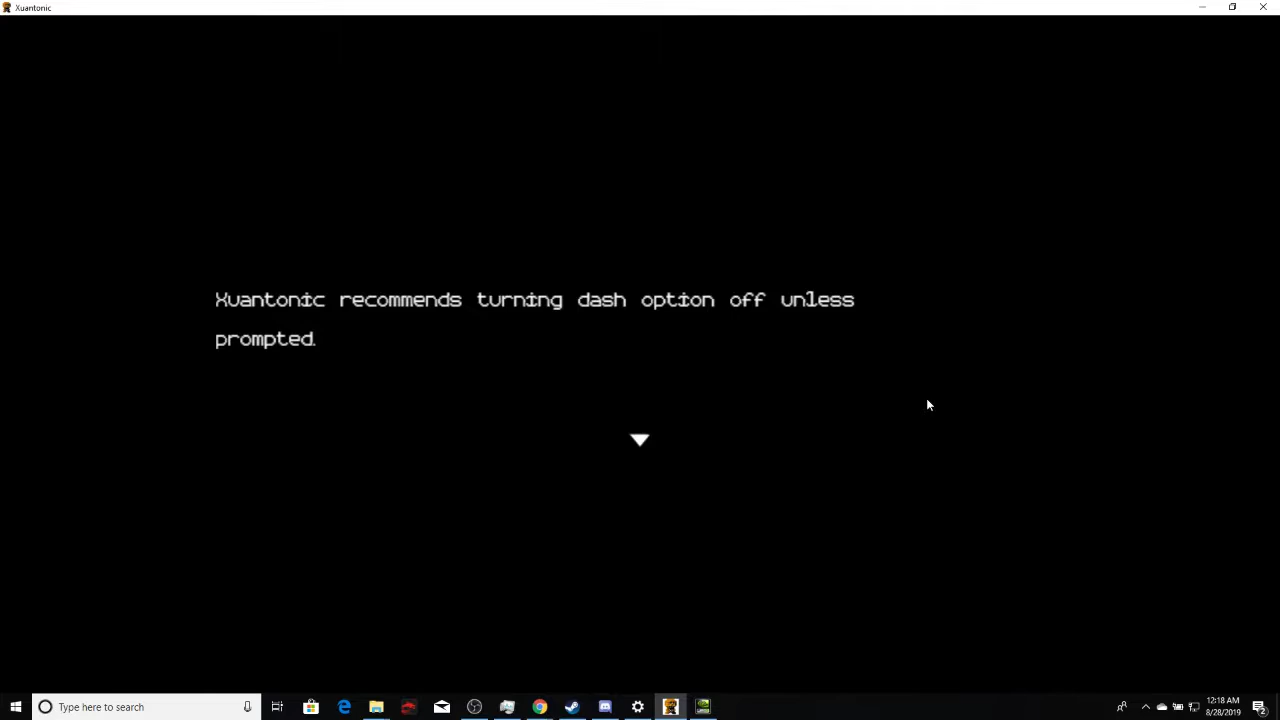 Xuantonic
Xuantonic recommends turning dash option off unless
prompted.
Type here to search
12:18 AM
8/28/2019
2